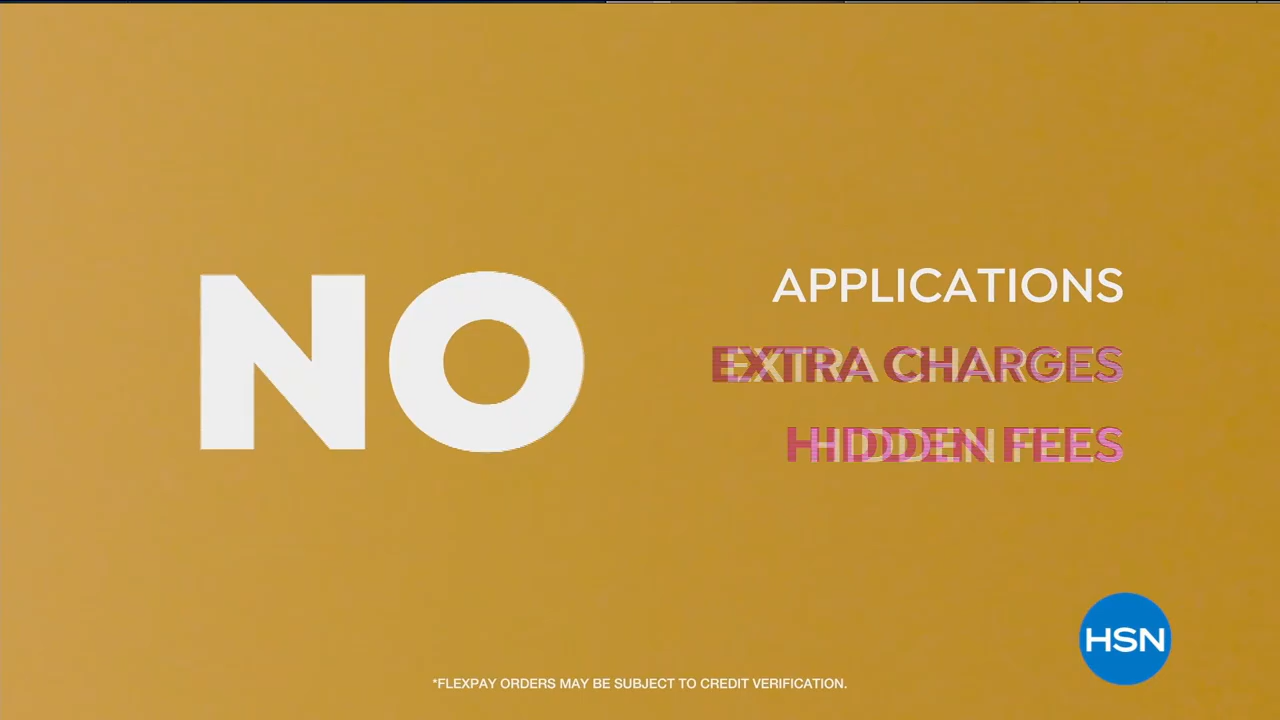 NO
APPLICATIONS
EXTRA CHARGES
HIDDEN FEES
HSN
*FLEXPAY ORDERS MAY BE SUBJECT TO CREDIT VERIFICATION.